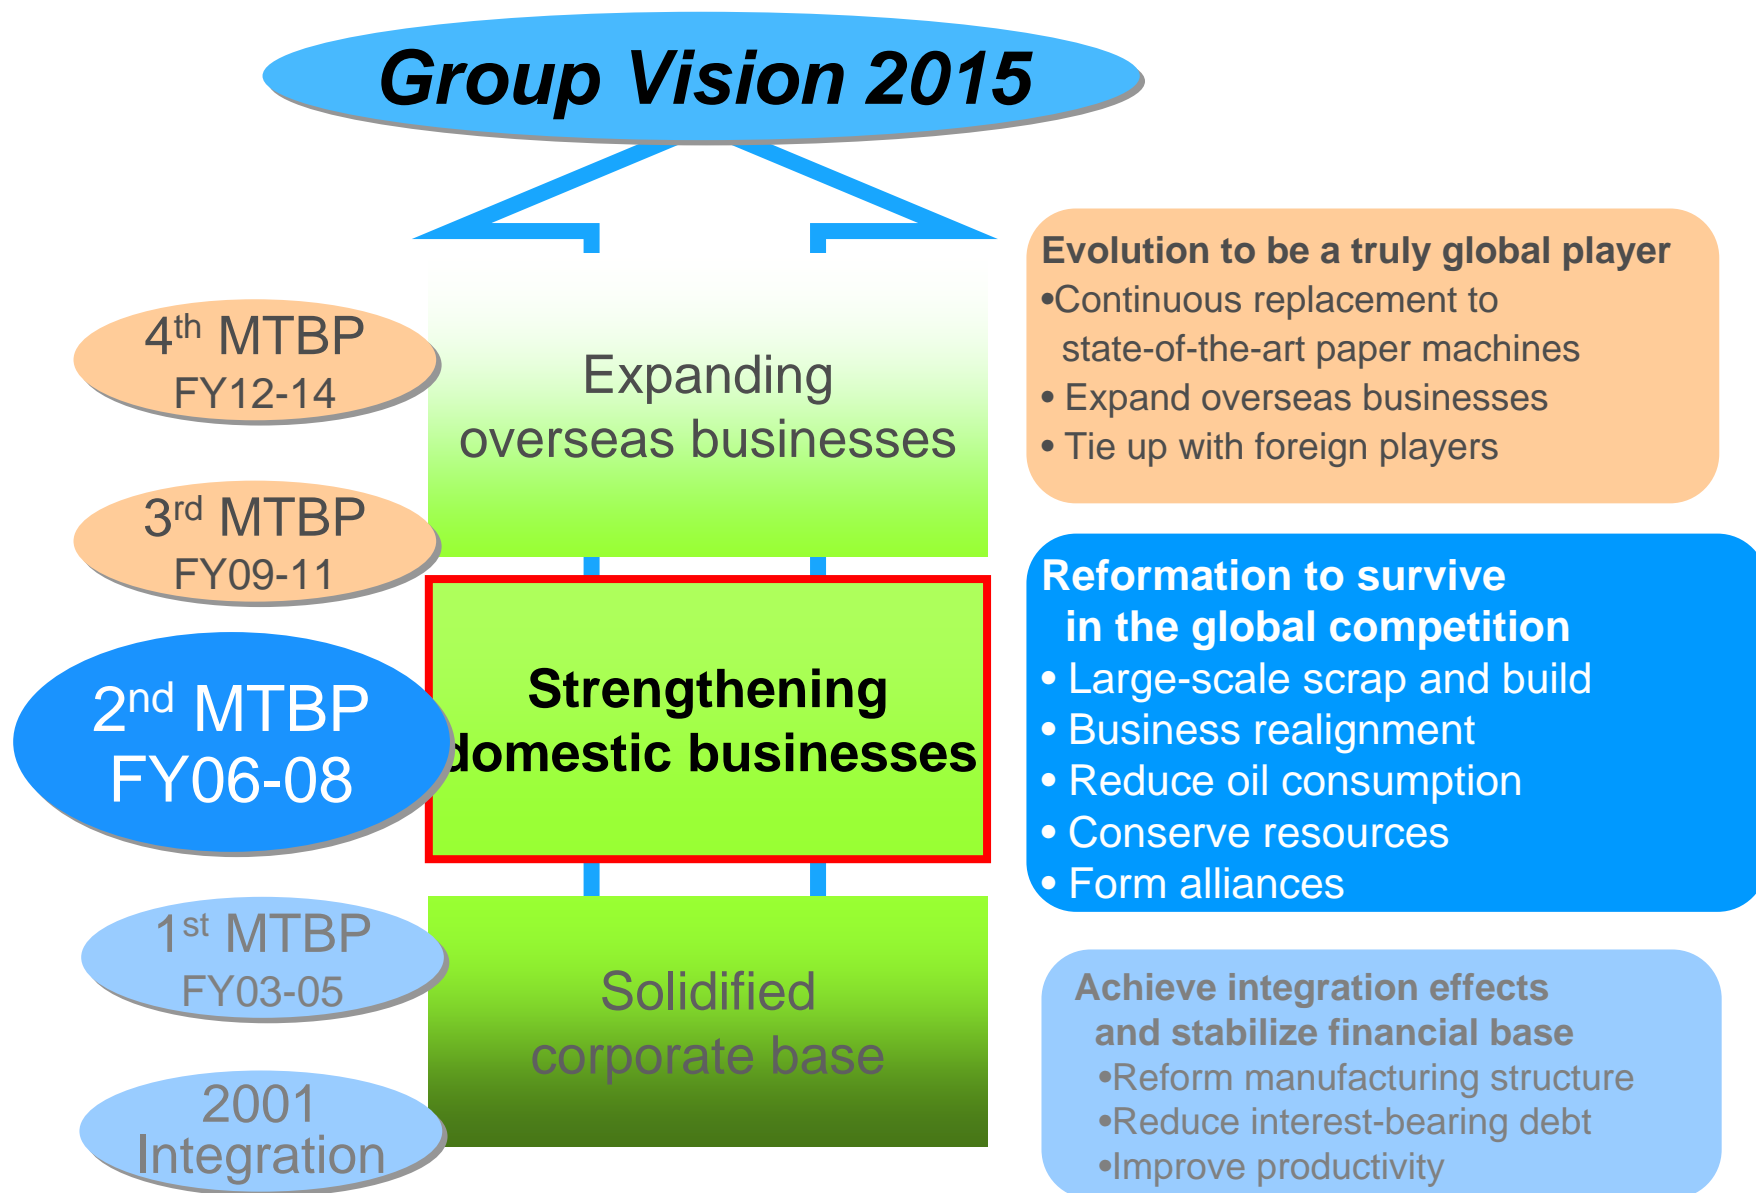 Group Vision 2015
4th MTBP
FY12-14
3rd MTBP
FY09-11
2nd MTBP
FY06-08
1st MTBP
FY03-05
2001
Integration
Expanding
overseas businesses
Strengthening
domestic businesses
Solidified
corporate base
Evolution to be a truly global player
•Continuous replacement to
state-of-the-art paper machines
• Expand overseas businesses
• Tie up with foreign players
Reformation to survive
in the global competition
• Large-scale scrap and build
• Business realignment
• Reduce oil consumption
• Conserve resources
• Form alliances
Achieve integration effects
and stabilize financial base
•Reform manufacturing structure
•Reduce interest-bearing debt
•Improve productivity